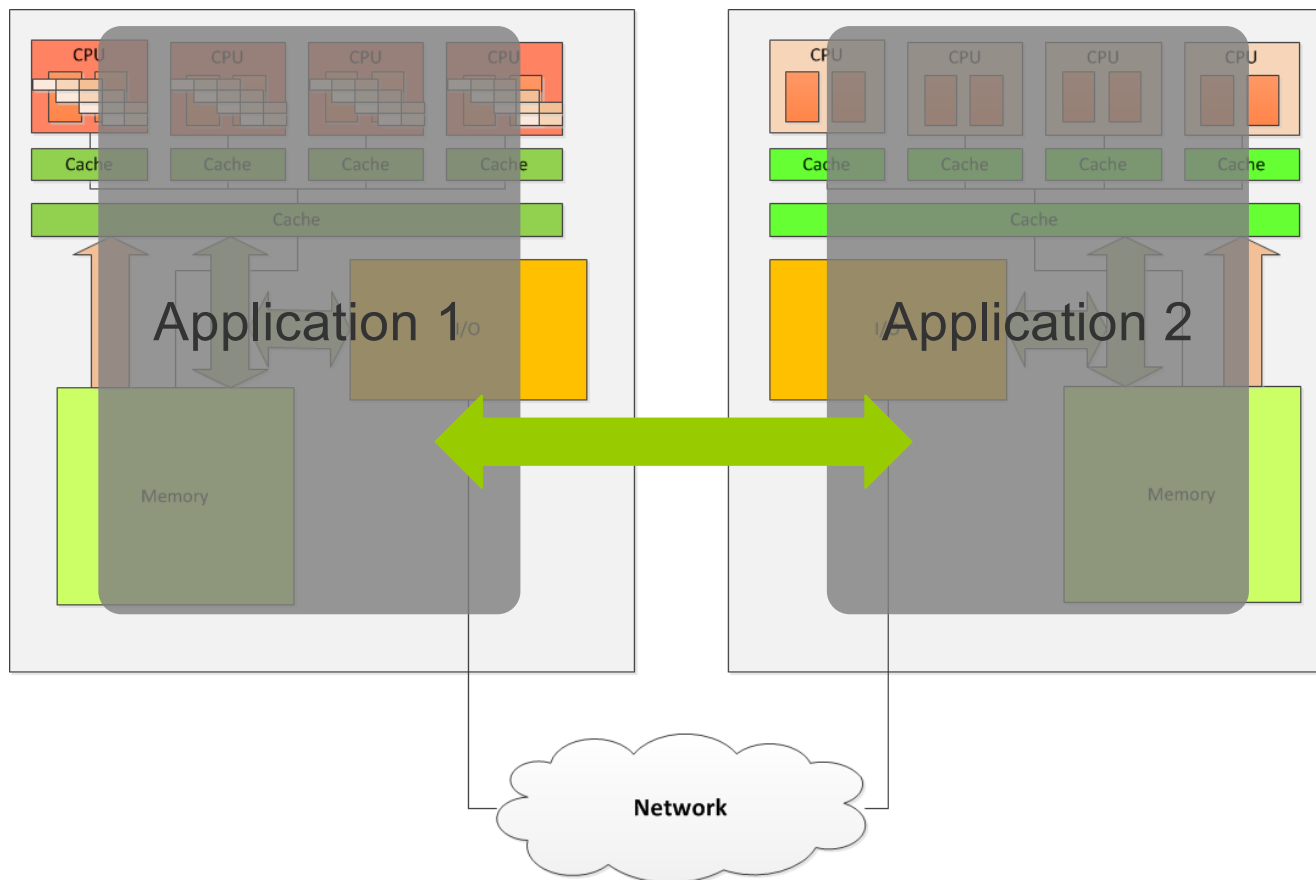 CPU CPU CPU CPU
Cache Cache Cache Cache
Cache
Application 1
I/O
Memory
CPU CPU CPU CPU
Cache Cache Cache Cache
Cache
Application 2
I/O
Memory
Network